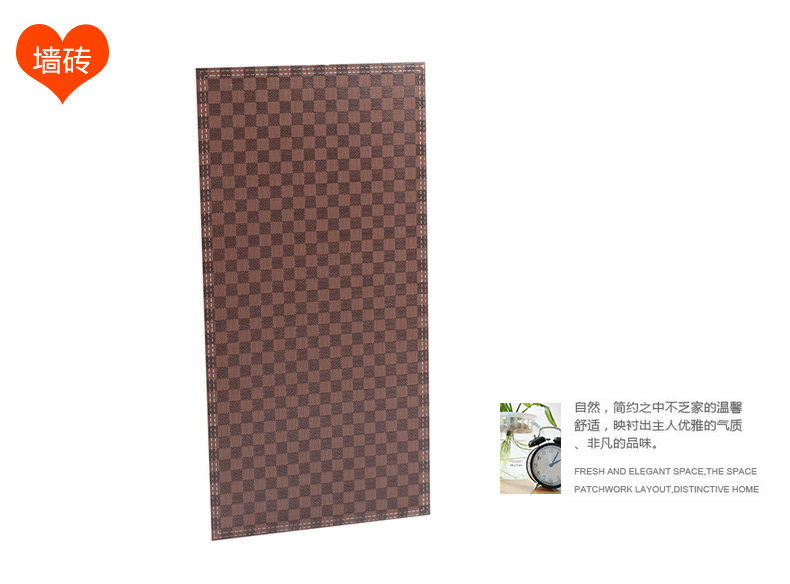 墙砖
自然，简约之中不乏家的温馨
舒适，映衬出主人优雅的气质
、非凡的品味。
FRESH AND ELEGANT SPACE,THE SPACE
PATCHWORK LAYOUT,DISTINCTIVE HOME